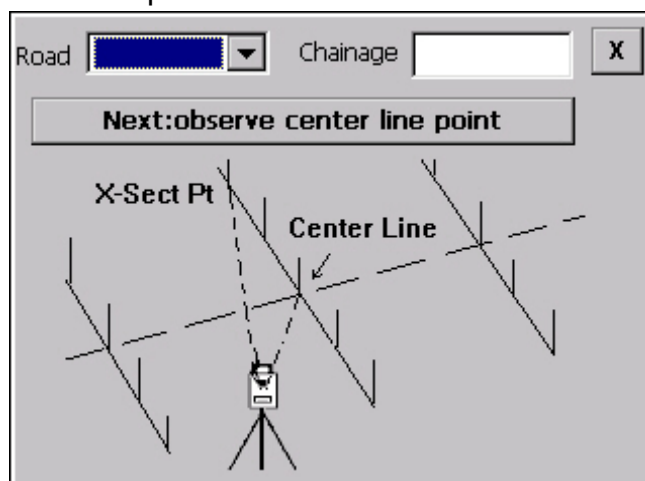 Road Chainage X
Next:observe center line point
X-Sect Pt
Center Line